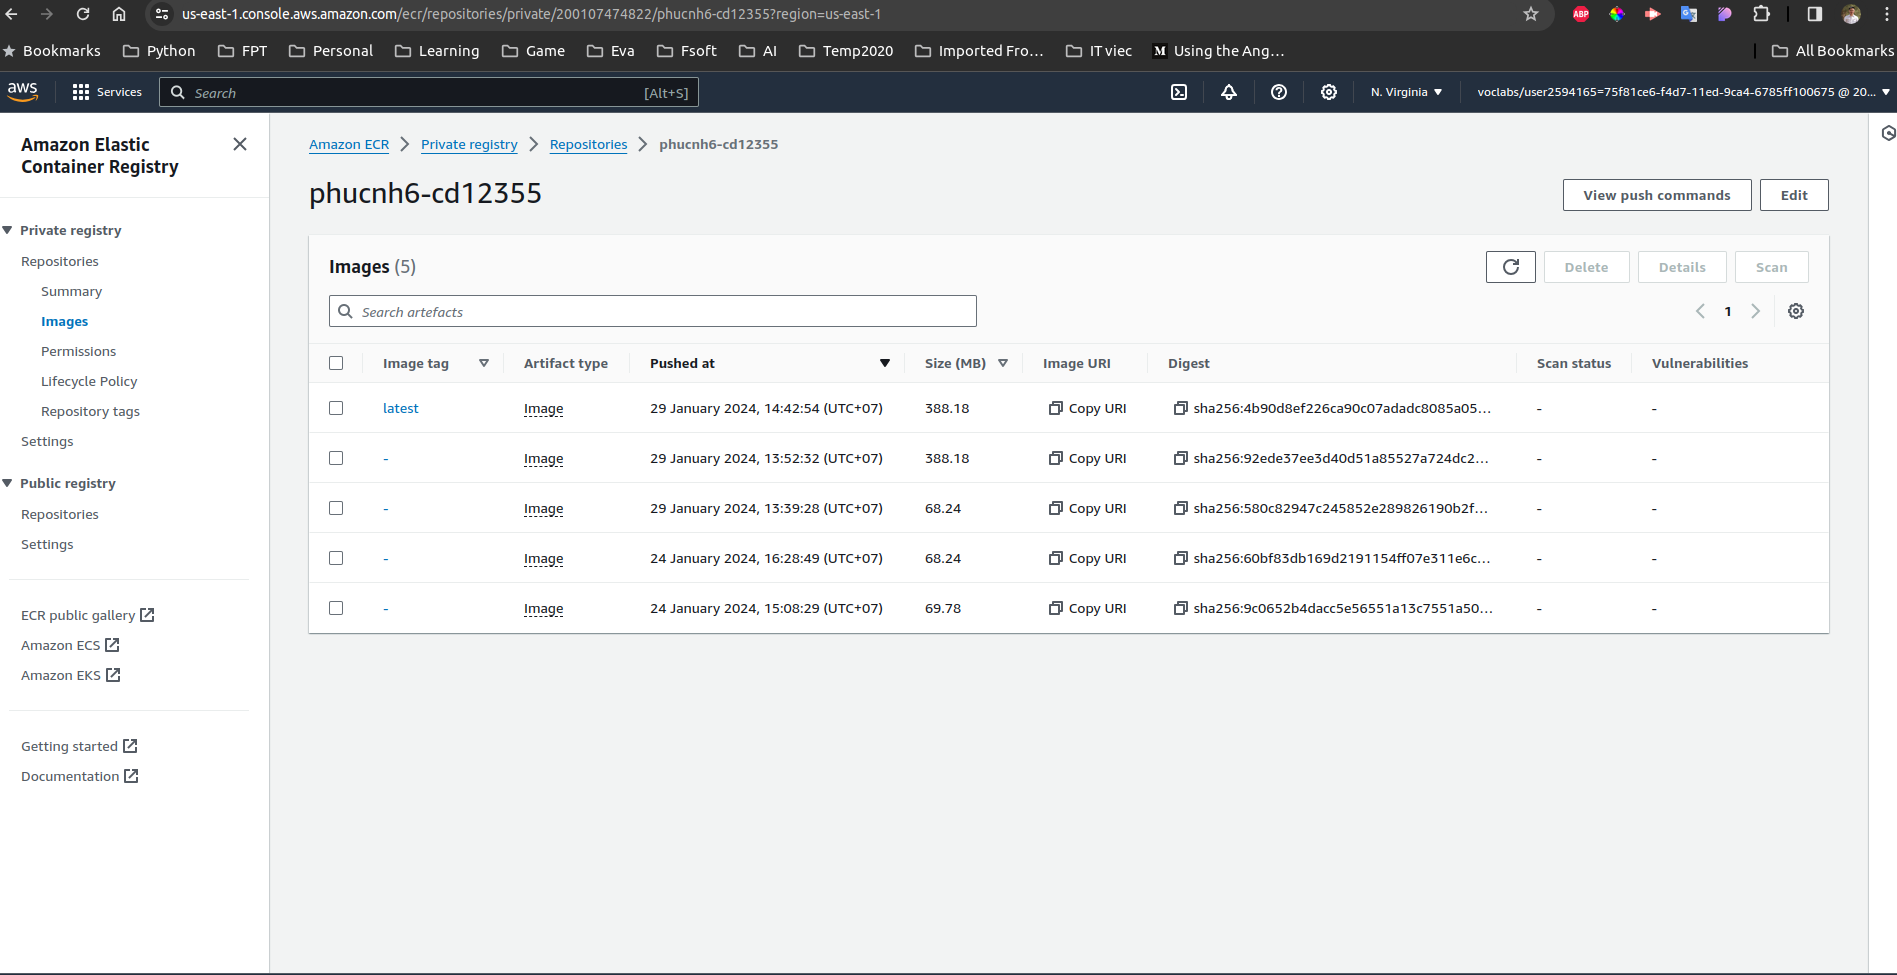 us-east-1.console.aws.amazon.com/ecr/repositories/private/200107474822/phucnh6-cd12355?region=us-east-1
ABP
Bookmarks Python FPT Personal Learning Game Eva Fsoft AI Temp2020 Imported Fro... IT viec M Using the Ang... All Bookmarks
aws Services Search [Alt+S] N. Virginia voclabs/user2594165=75f81ce6-f4d7-11ed-9ca4-6785ff100675 @ 20...
Amazon Elastic
Container Registry
Private registry
Repositories
Summary
Images
Permissions
Lifecycle Policy
Repository tags
Settings
Public registry
Repositories
Settings
ECR public gallery
Amazon ECS
Amazon EKS
Getting started
Documentation
Amazon ECR Private registry Repositories phucnh6-cd12355
phucnh6-cd12355
View push commands Edit
Images (5)
Delete Details Scan
Search artefacts
1
Image tag Artifact type Pushed at Size (MB) Image URI Digest Scan status Vulnerabilities
latest Image 29 January 2024, 14:42:54 (UTC+07) 388.18 Copy URI sha256:4b90d8ef226ca90c07adadc8085a05... - -
- Image 29 January 2024, 13:52:32 (UTC+07) 388.18 Copy URI sha256:92ede37ee3d40d51a85527a724dc2... - -
- Image 29 January 2024, 13:39:28 (UTC+07) 68.24 Copy URI sha256:580c82947c245852e289826190b2f... - -
- Image 24 January 2024, 16:28:49 (UTC+07) 68.24 Copy URI sha256:60bf83db169d2191154ff07e311e6c... - -
- Image 24 January 2024, 15:08:29 (UTC+07) 69.78 Copy URI sha256:9c0652b4dacc5e56551a13c7551a50... - -